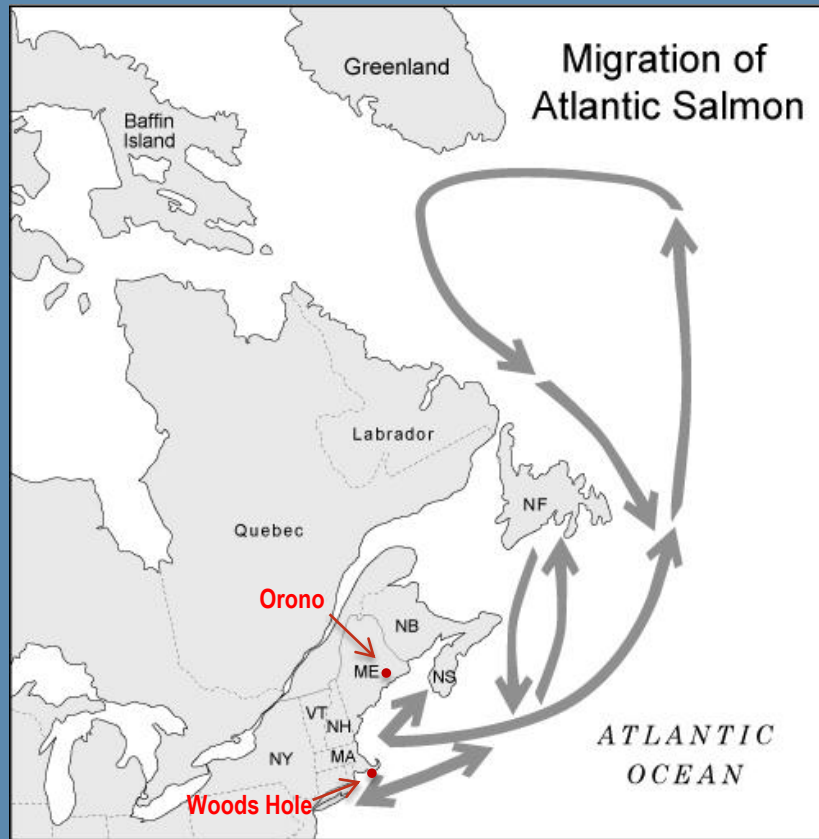 Migration of
Atlantic Salmon
Greenland
Baffin
Island
Labrador
NF
Quebec
Orono
NB
ME
NS
VT
NH
NY
MA
ATLANTIC
OCEAN
Woods Hole